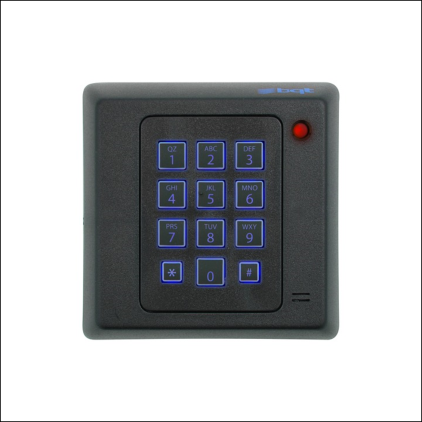 bqt
QZ ABC DEF
1 2 3
GHI JKL MNO
4 5 6
PRS TUV WXY
7 8 9
* 0 #